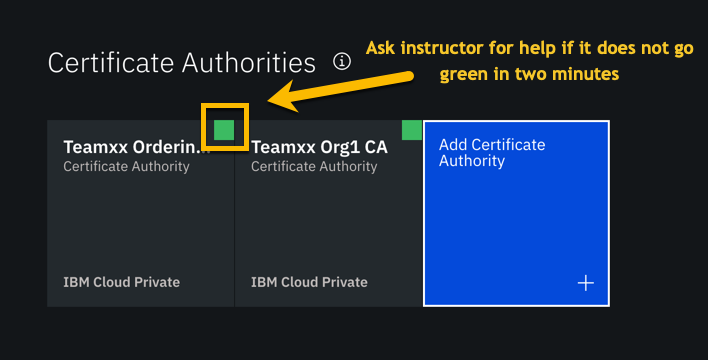 Ask instructor for help if it does not go
green in two minutes
Certificate Authorities
Teamxx Orderin...
Certificate Authority
IBM Cloud Private
Teamxx Org1 CA
Certificate Authority
IBM Cloud Private
Add Certificate
Authority